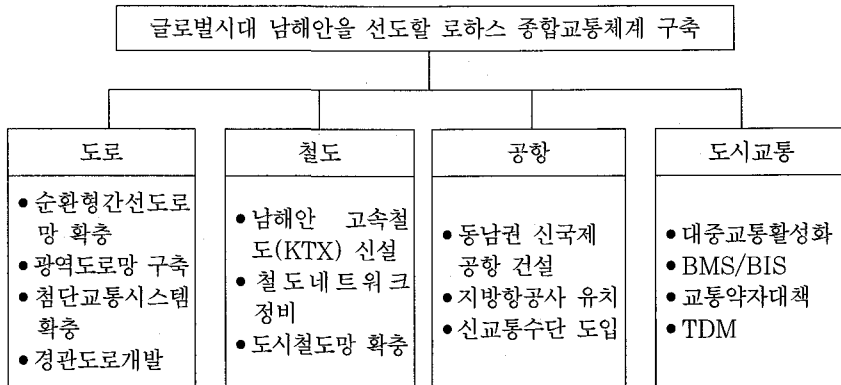 글로벌시대 남해안을 선도할 로하스 종합교통체계 구축
도로
● 순환형간선도로
망 확충
● 광역도로망 구축
● 첨단교통시스템
확충
● 경관도로개발
철도
● 남해안 고속철
도(KTX) 신설
● 철도네트워크
정비
● 도시철도망 확충
공항
● 동남권 신국제
공항 건설
● 지방항공사 유치
● 신교통수단 도입
도시교통
● 대중교통활성화
● BMS/BIS
● 교통약자대책
● TDM